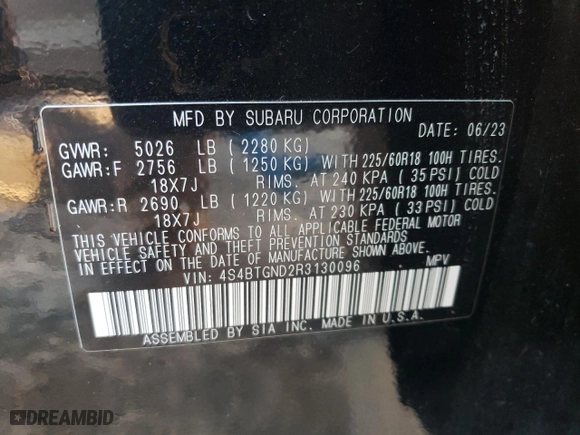 MFD BY SUBARU CORPORATION
DATE: 06/23
GVWR: 5026 LB ( 2280 KG)
GAWR:F 2756 LB ( 1250 KG) WITH 225/60R18 100H TIRES.
18X7J RIMS. AT 240 KPA ( 35 PSI) COLD
GAWR:R 2690 LB ( 1220 KG) WITH 225/60R18 100H TIRES.
18X7J RIMS. AT 230 KPA ( 33 PSI) COLD
THIS VEHICLE CONFORMS TO ALL APPLICABLE FEDERAL MOTOR
VEHICLE SAFETY AND THEFT PREVENTION STANDARDS
IN EFFECT ON THE DATE OF MANUFACTURE SHOWN ABOVE.
VIN: 4S4BTGND2R3130096 MPV
ASSEMBLED BY SIA INC. MADE IN U.S.A.
DREAMBID